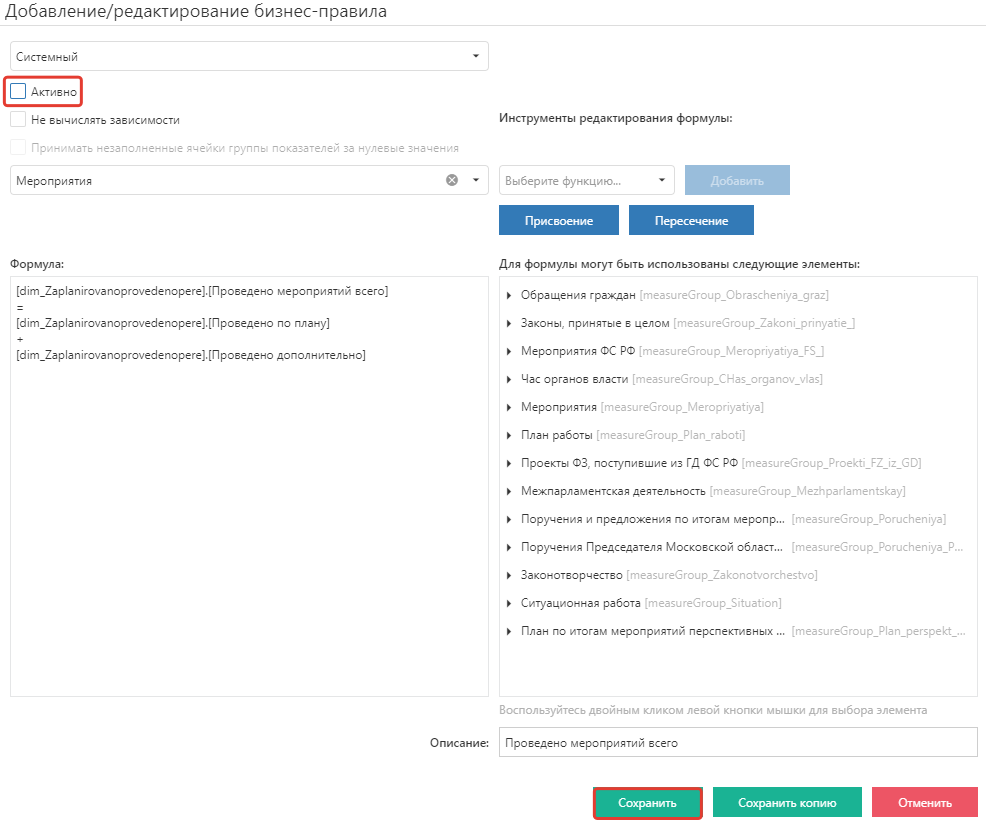 Добавление/редактирование бизнес-правила
Системный
Активно
Не вычислять зависимости
Инструменты редактирования формулы:
Принимать незаполненные ячейки группы показателей за нулевые значения
Мероприятия
Выберите функцию...
Добавить
Присвоение
Пересечение
Формула:
[dim_Zaplanirovanoprovedenopere].[Проведено мероприятий всего]
=
[dim_Zaplanirovanoprovedenopere].[Проведено по плану]
+
[dim_Zaplanirovanoprovedenopere].[Проведено дополнительно]
Для формулы могут быть использованы следующие элементы:
Обращения граждан [measureGroup_Obrascheniya_graz]
Законы, принятые в целом [measureGroup_Zakoni_prinyatie_]
Мероприятия ФС РФ [measureGroup_Meropriyatiya_FS_]
Час органов власти [measureGroup_CHas_organov_vlas]
Мероприятия [measureGroup_Meropriyatiya]
План работы [measureGroup_Plan_raboti]
Проекты ФЗ, поступившие из ГД ФС РФ [measureGroup_Proekti_FZ_iz_GD]
Межпарламентская деятельность [measureGroup_Mezhparlamentskay]
Поручения и предложения по итогам меропр... [measureGroup_Porucheniya]
Поручения Председателя Московской област... [measureGroup_Porucheniya_P...
Законотворчество [measureGroup_Zakonotvorchestvo]
Ситуационная работа [measureGroup_Situation]
План по итогам мероприятий перспективных ... [measureGroup_Plan_perspekt_...
Воспользуйтесь двойным кликом левой кнопки мышки для выбора элемента
Описание:
Проведено мероприятий всего
Сохранить
Сохранить копию
Отменить